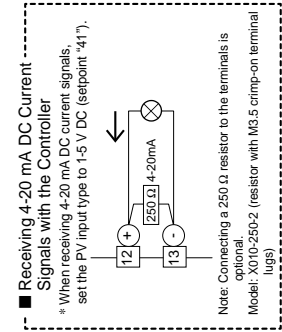 ■ Receiving 4-20 mA DC Current
Signals with the Controller
* When receiving 4-20 mA DC current signals,
set the PV input type to 1-5 V DC (setpoint “41”).
12
+
250 Ω
4-20mA
13
-
Note: Connecting a 250 Ω resistor to the terminals is
optional.
Model: X010-250-2 (resistor with M3.5 crimp-on terminal
lugs)